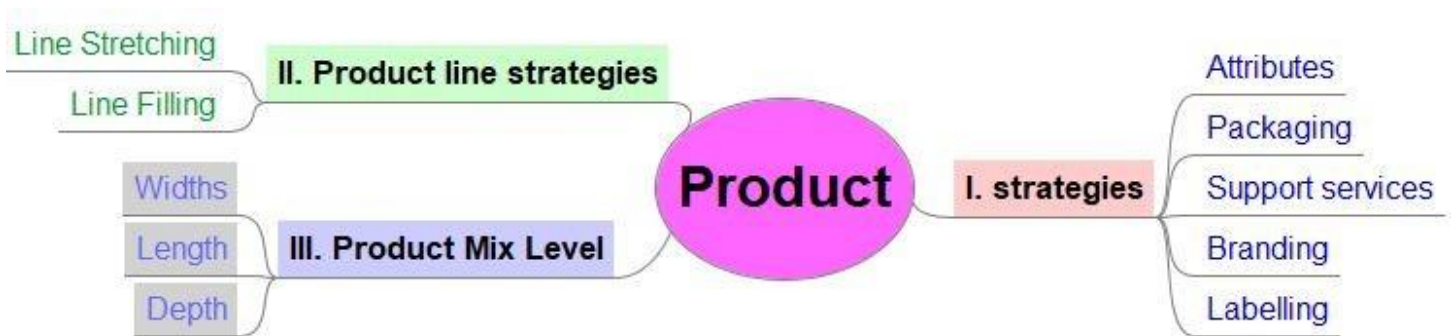 Product
I. strategies
Attributes
Packaging
Support services
Branding
Labelling
II. Product line strategies
Line Stretching
Line Filling
III. Product Mix Level
Widths
Length
Depth